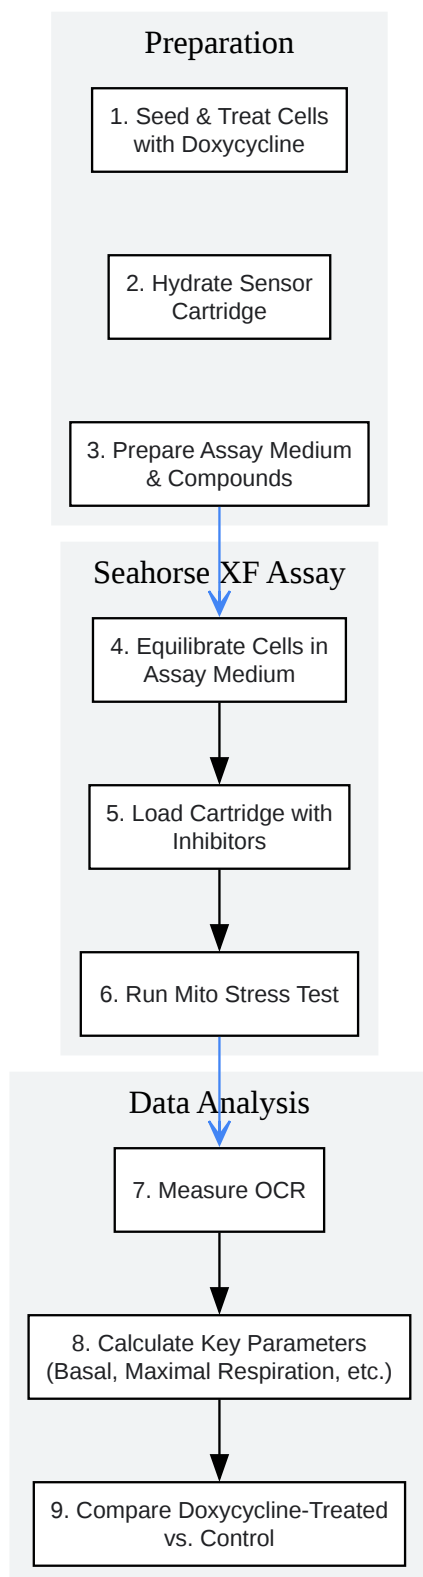 Preparation
1. Seed & Treat Cells
with Doxycycline
2. Hydrate Sensor
Cartridge
3. Prepare Assay Medium
& Compounds
Seahorse XF Assay
4. Equilibrate Cells in
Assay Medium
5. Load Cartridge with
Inhibitors
6. Run Mito Stress Test
Data Analysis
7. Measure OCR
8. Calculate Key Parameters
(Basal, Maximal Respiration, etc.)
9. Compare Doxycycline-Treated
vs. Control